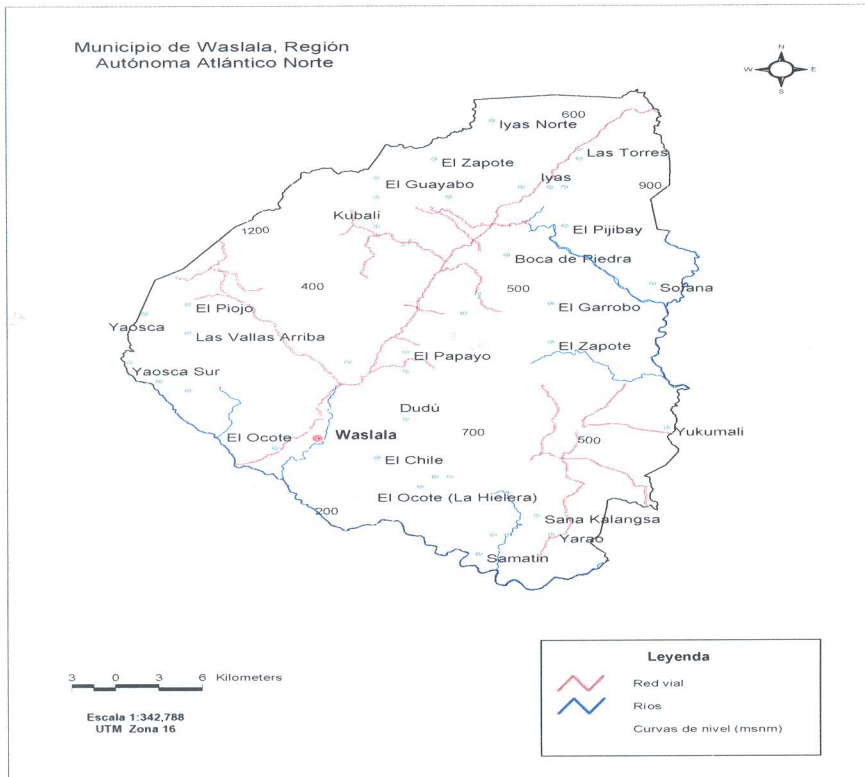 Municipio de Waslala, Región
Autónoma Atlántico Norte
N
W E
S
600
Iyas Norte
Las Torres
El Zapote
Iyas
900
El Guayabo
Kubalí
1200
El Pijibay
Boca de Piedra
400
500
Sofana
El Piojo
El Garrobo
Yaosca
Las Vallas Arriba
El Zapote
El Papayo
Yaosca Sur
Dudú
El Ocote
Waslala
700
500
Yukumali
El Chile
El Ocote (La Hielera)
200
Sana Kalangsa
Yarao
Samatin
3 0 3 6 Kilometers
Escala 1:342,788
UTM Zona 16
Leyenda
Red vial
Rios
Curvas de nivel (msnm)